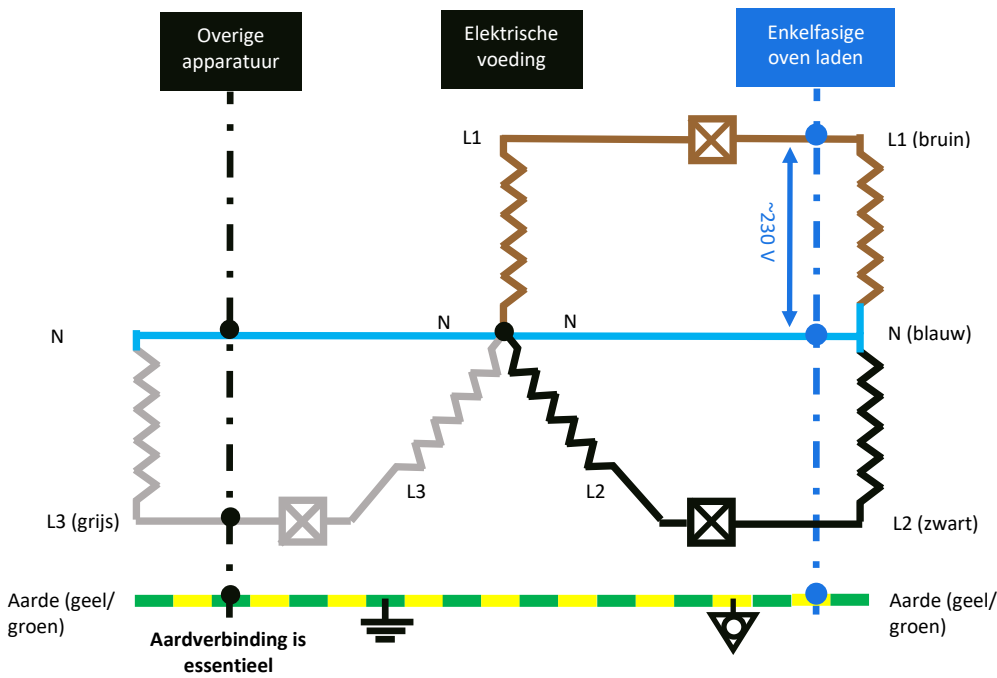 Overige
apparatuur
Elektrische
voeding
Enkelfasige
oven laden
L1
L1 (bruin)
~230 V
N
N
N
N (blauw)
L3
L2
L3 (grijs)
L2 (zwart)
Aarde (geel/
groen)
Aarde (geel/
groen)
Aardverbinding is
essentieel